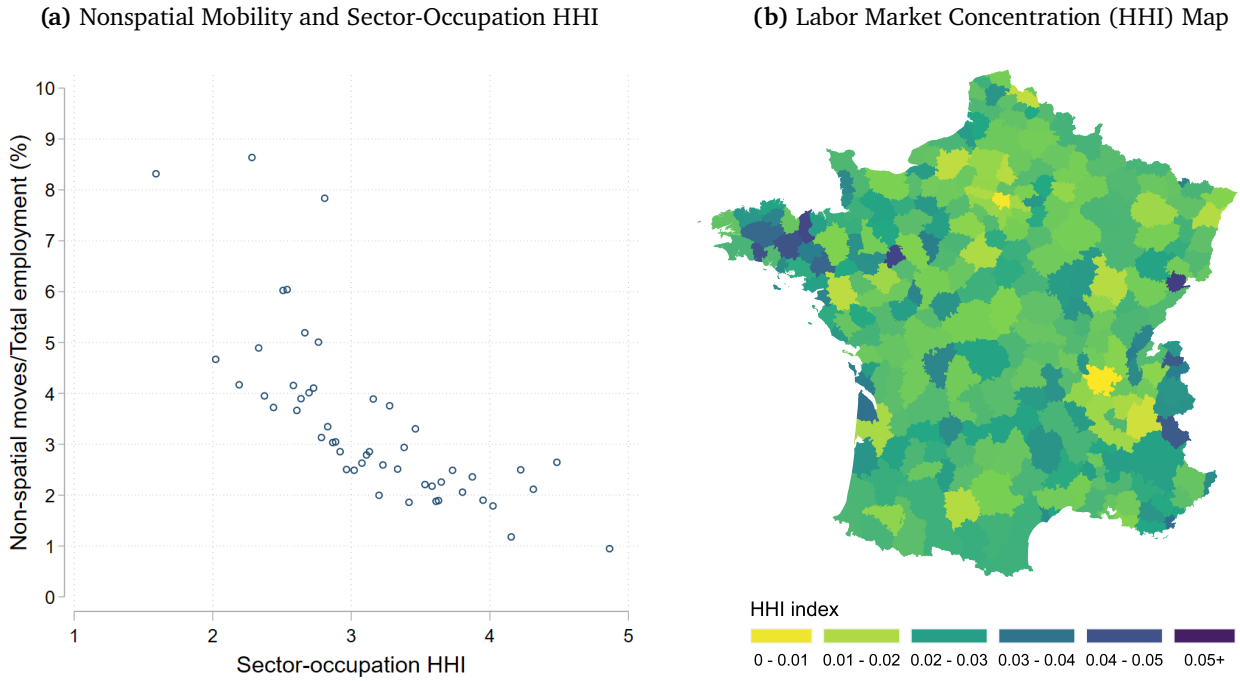 (a) Nonspatial Mobility and Sector-Occupation HHI
Non-spatial moves/Total employment (%)
10
9
8
7
6
5
4
3
2
1
0
1 2 3 4 5
Sector-occupation HHI
(b) Labor Market Concentration (HHI) Map
HHI index
0 - 0.01 0.01 - 0.02 0.02 - 0.03 0.03 - 0.04 0.04 - 0.05 0.05+